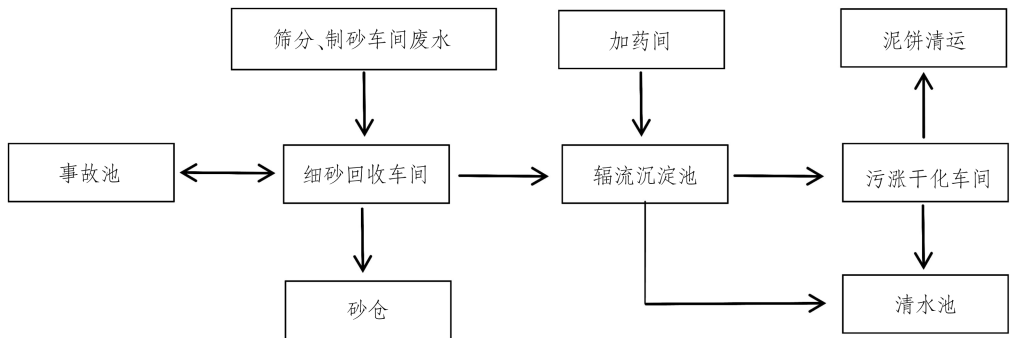 筛分、制砂车间废水
加药间
泥饼清运
事故池
细砂回收车间
辐流沉淀池
污涨干化车间
砂仓
清水池